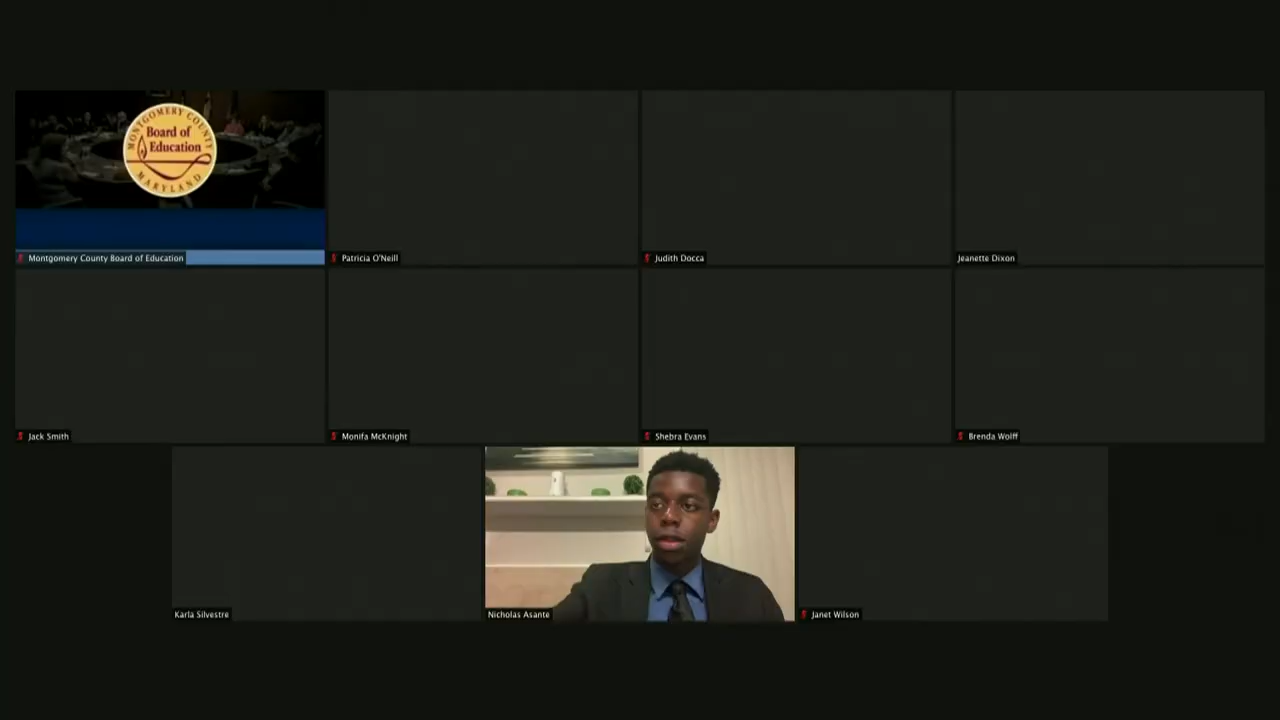 MONTGOMERY COUNTY
Board of
Education
MARYLAND
Montgomery County Board of Education
Patricia O'Neill
Judith Docca
Jeanette Dixon
Jack Smith
Monifa McKnight
Shebra Evans
Brenda Wolff
Karla Silvestre
Nicholas Asante
Janet Wilson